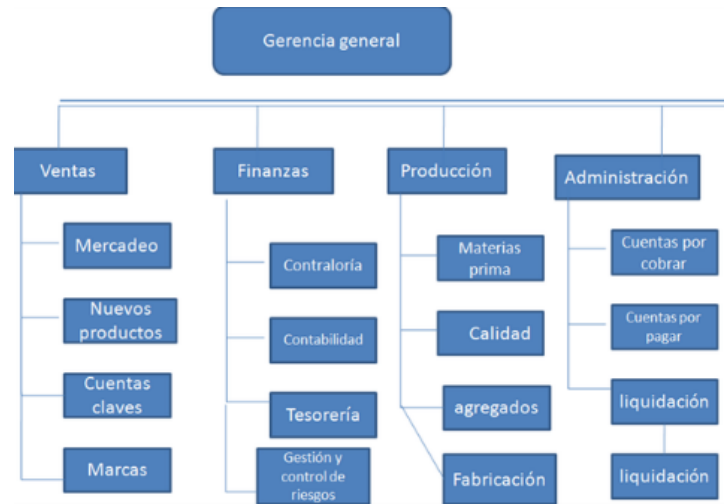 Gerencia general
Ventas
Finanzas
Producción
Administración
Mercadeo
Nuevos
productos
Cuentas
claves
Marcas
Contraloría
Contabilidad
Tesorería
Gestión y
control de
riesgos
Materias
prima
Calidad
agregados
Fabricación
Cuentas por
cobrar
Cuentas por
pagar
liquidación
liquidación